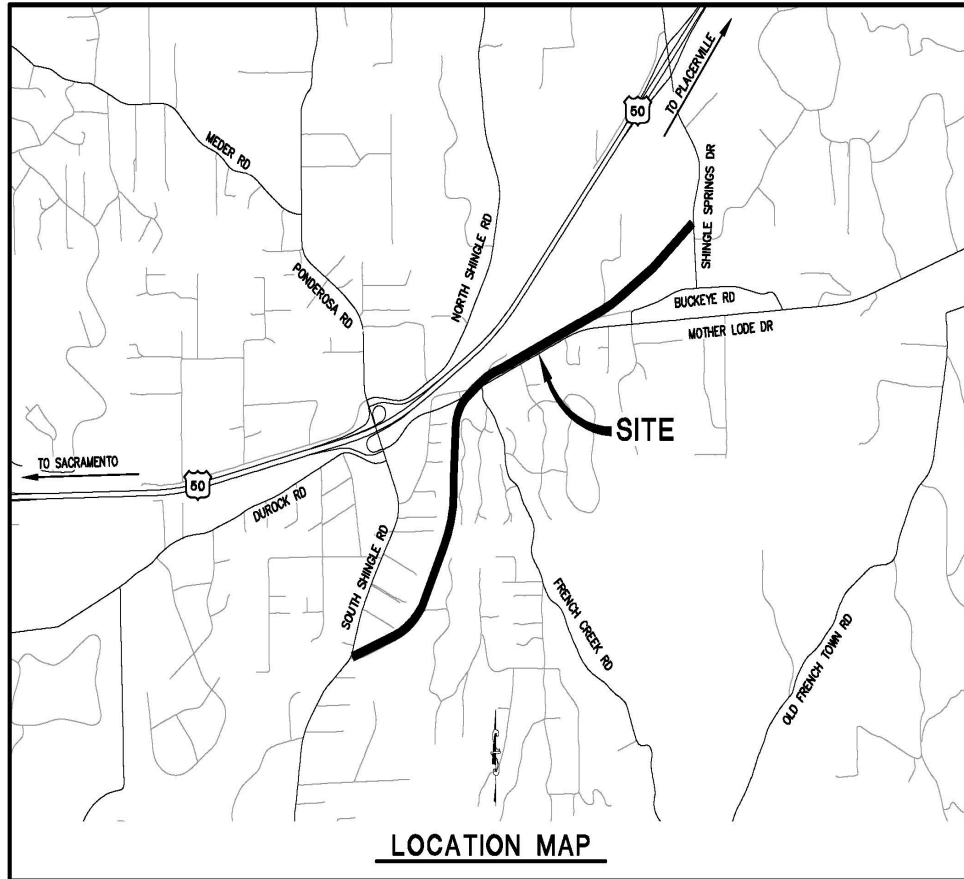 TO PLACERVILLE
50
MEDER RD
SHINGLE SPRINGS DR
NORTH SHINGLE RD
PONDEROSA RD
BUCKEYE RD
MOTHER LODE DR
SITE
TO SACRAMENTO
50
DUROCK RD
SOUTH SHINGLE RD
FRENCH CREEK RD
OLD FRENCH TOWN RD
LOCATION MAP